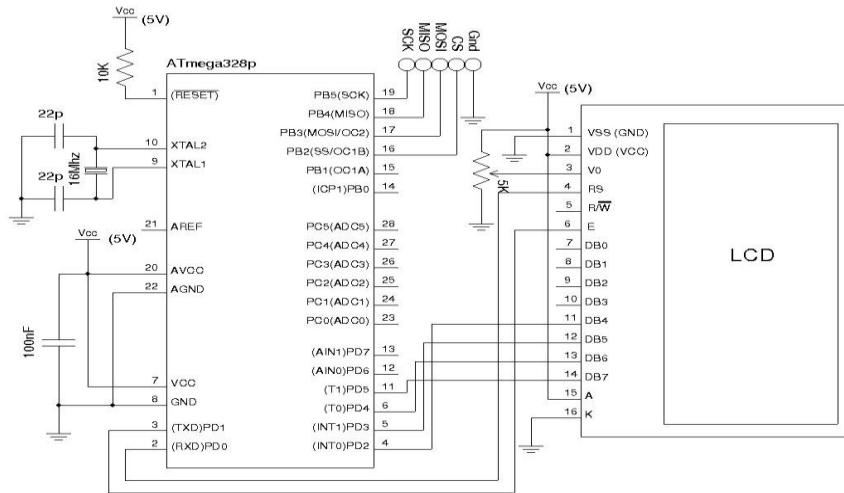 Vcc
(5V)
10K
ATmega328p
SCK
MISO
MOSI
CS
Gnd
1 (RESET)
PB5(SCK) 19
PB4(MISO) 18
22p
10 XTAL2
PB3(MOSI/OC2) 17
9 XTAL1
PB2(SS/OC1B) 16
16Mhz
22p
PB1(OC1A) 15
(ICP1)PB0 14
21 AREF
PC5(ADC5) 28
Vcc
(5V)
PC4(ADC4) 27
20 AVCC
PC3(ADC3) 26
22 AGND
PC2(ADC2) 25
PC1(ADC1) 24
PC0(ADC0) 23
100nF
(AIN1)PD7 13
(AIN0)PD6 12
7 VCC
(T1)PD5 11
8 GND
(T0)PD4 6
3 (TXD)PD1
(INT1)PD3 5
2 (RXD)PD0
(INT0)PD2 4
Vcc (5V)
5K
1 VSS (GND)
2 VDD (VCC)
3 V0
4 RS
5 R/W
6 E
7 DB0
8 DB1
9 DB2
10 DB3
11 DB4
12 DB5
13 DB6
14 DB7
15 A
16 K
LCD